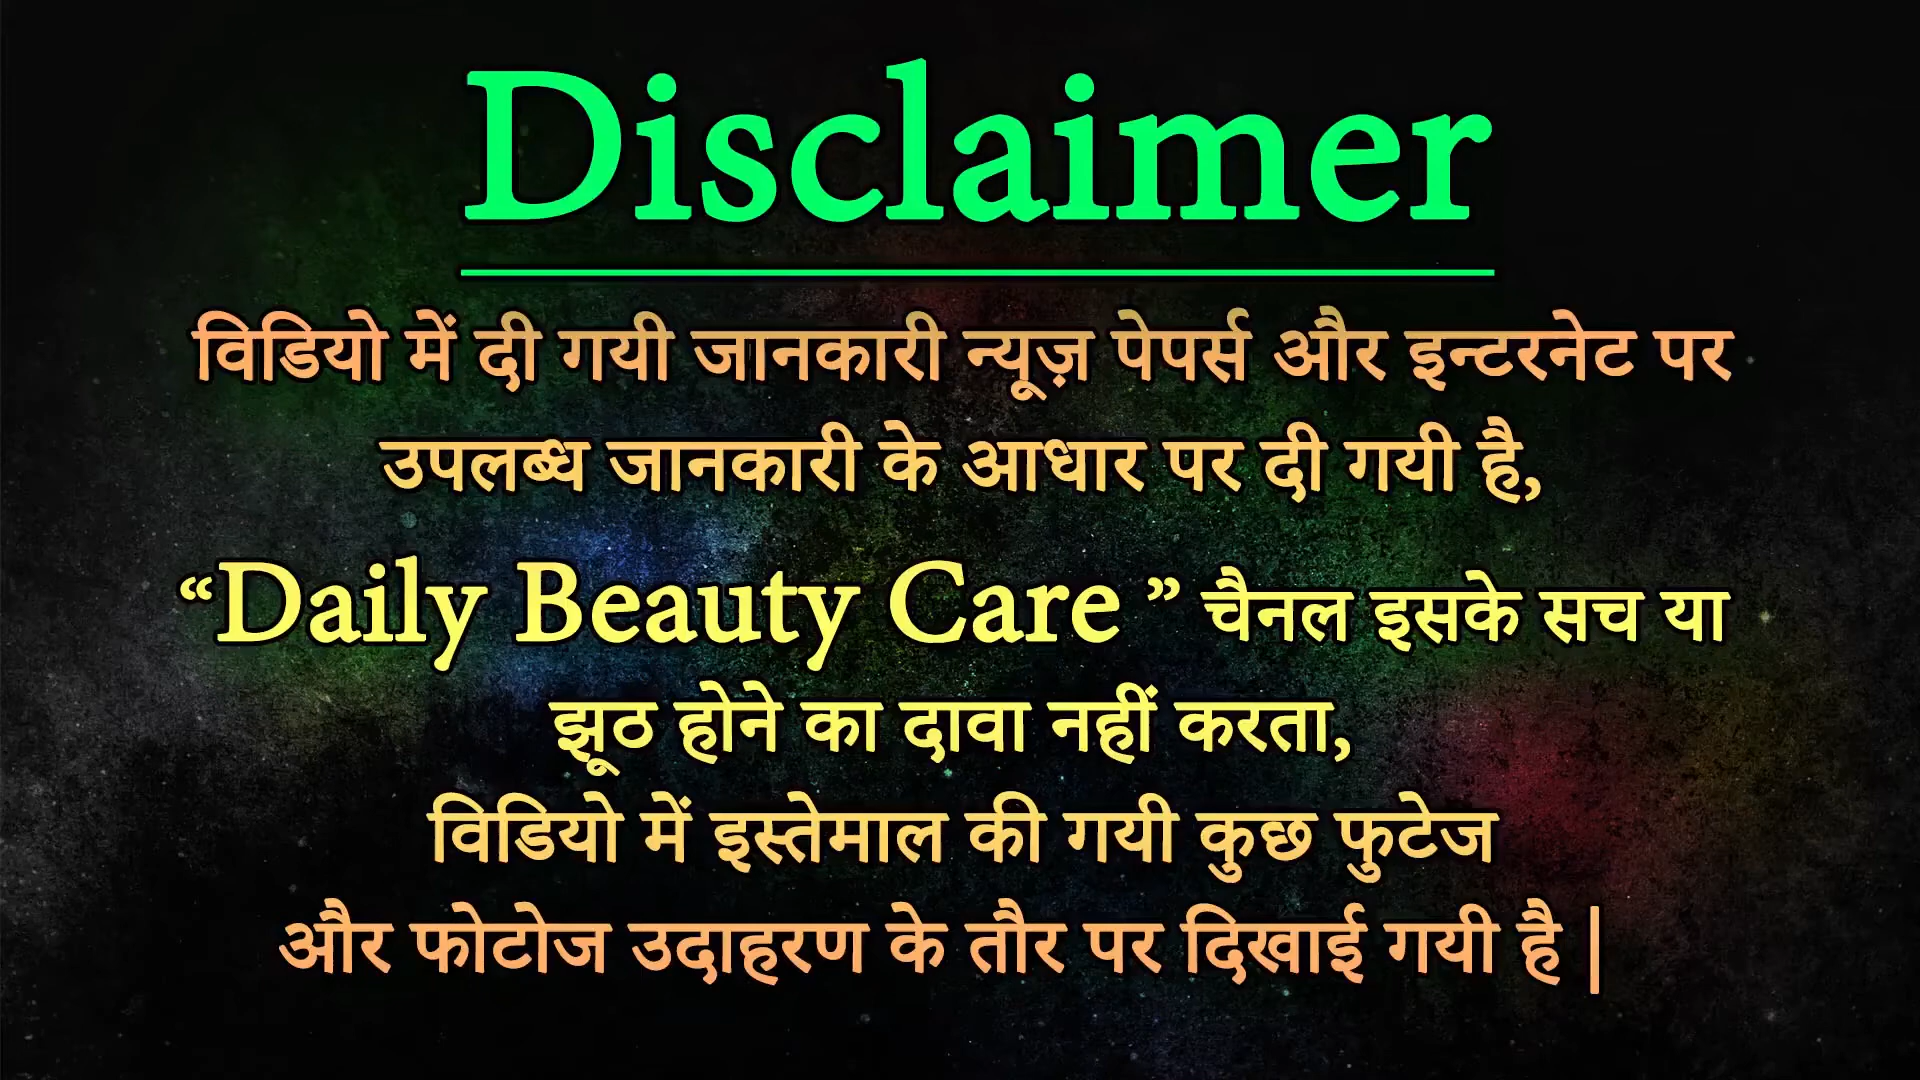 Disclaimer
विडियो में दी गयी जानकारी न्यूज़ पेपर्स और इन्टरनेट पर
उपलब्ध जानकारी के आधार पर दी गयी है,
“Daily Beauty Care ” चैनल इसके सच या
झूठ होने का दावा नहीं करता,
विडियो में इस्तेमाल की गयी कुछ फुटेज
और फोटोज उदाहरण के तौर पर दिखाई गयी है |